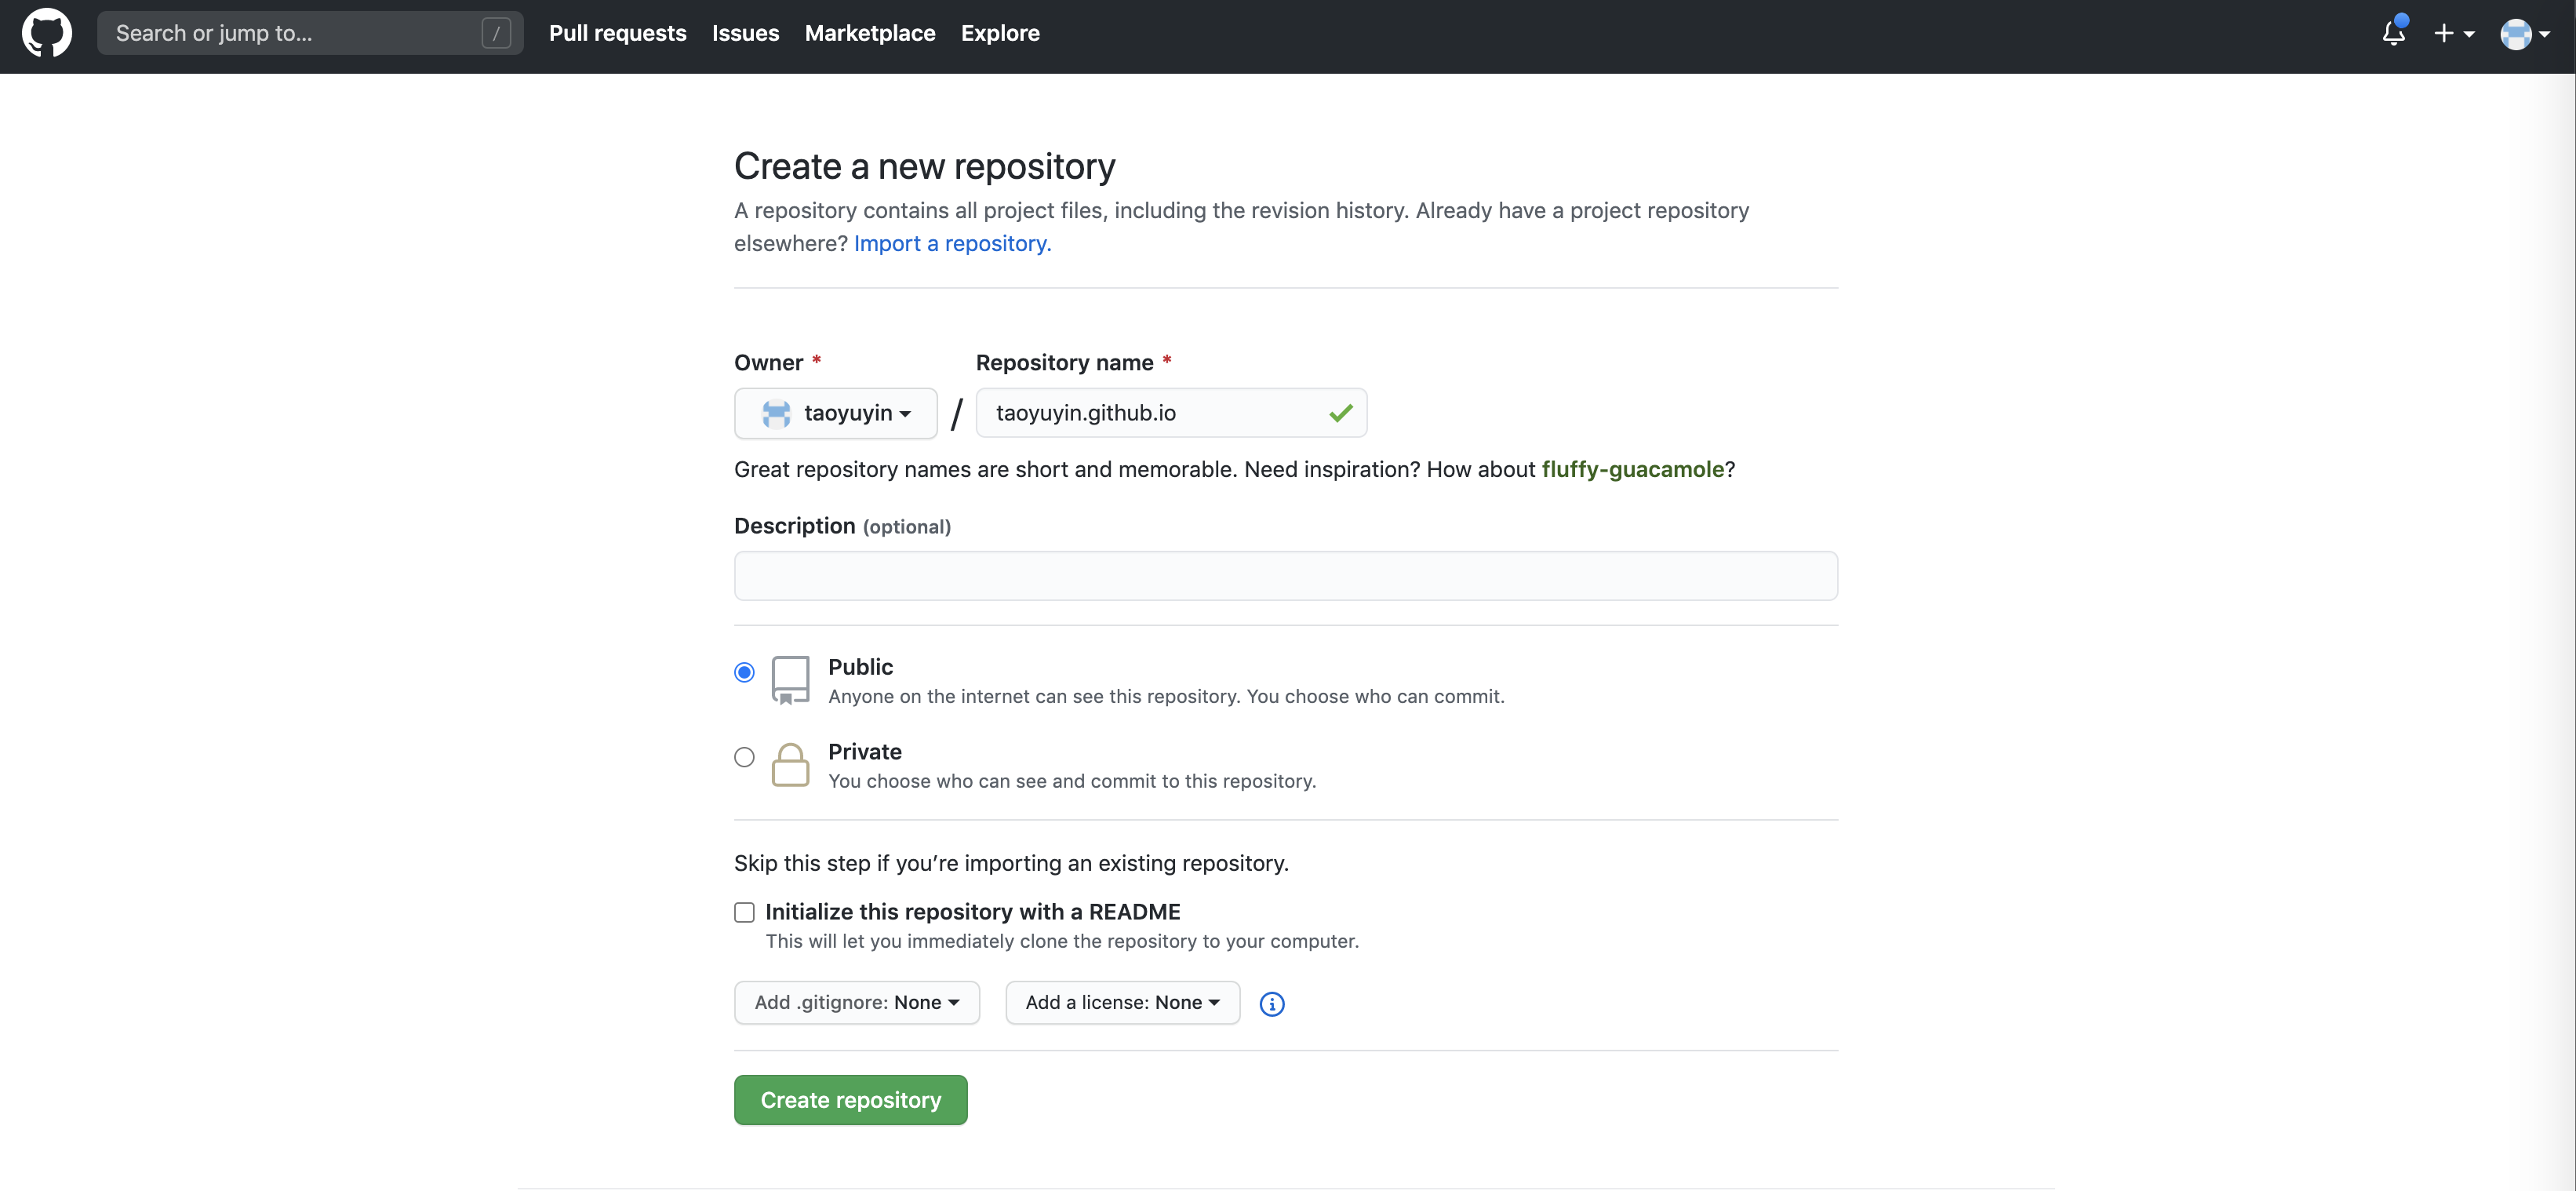 Search or jump to... /
Pull requests Issues Marketplace Explore
Create a new repository
A repository contains all project files, including the revision history. Already have a project repository
elsewhere? Import a repository.
Owner * Repository name *
taoyuyin / taoyuyin.github.io
Great repository names are short and memorable. Need inspiration? How about fluffy-guacamole?
Description (optional)
Public
Anyone on the internet can see this repository. You choose who can commit.
Private
You choose who can see and commit to this repository.
Skip this step if you’re importing an existing repository.
Initialize this repository with a README
This will let you immediately clone the repository to your computer.
Add .gitignore: None Add a license: None
Create repository